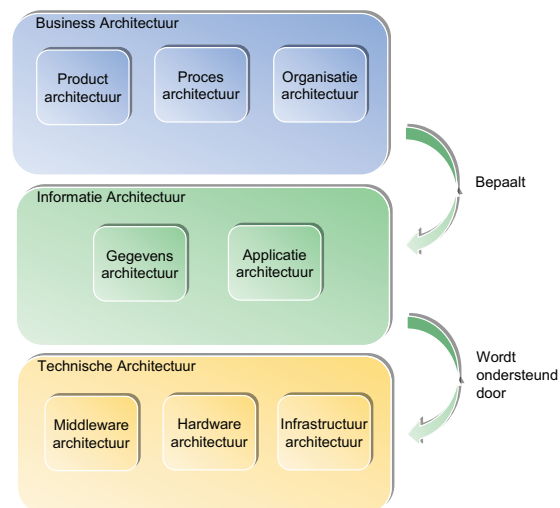 Business Architectuur
Product
architectuur
Proces
architectuur
Organisatie
architectuur
Bepaalt
Informatie Architectuur
Gegevens
architectuur
Applicatie
architectuur
Wordt
ondersteund
door
Technische Architectuur
Middleware
architectuur
Hardware
architectuur
Infrastructuur
architectuur